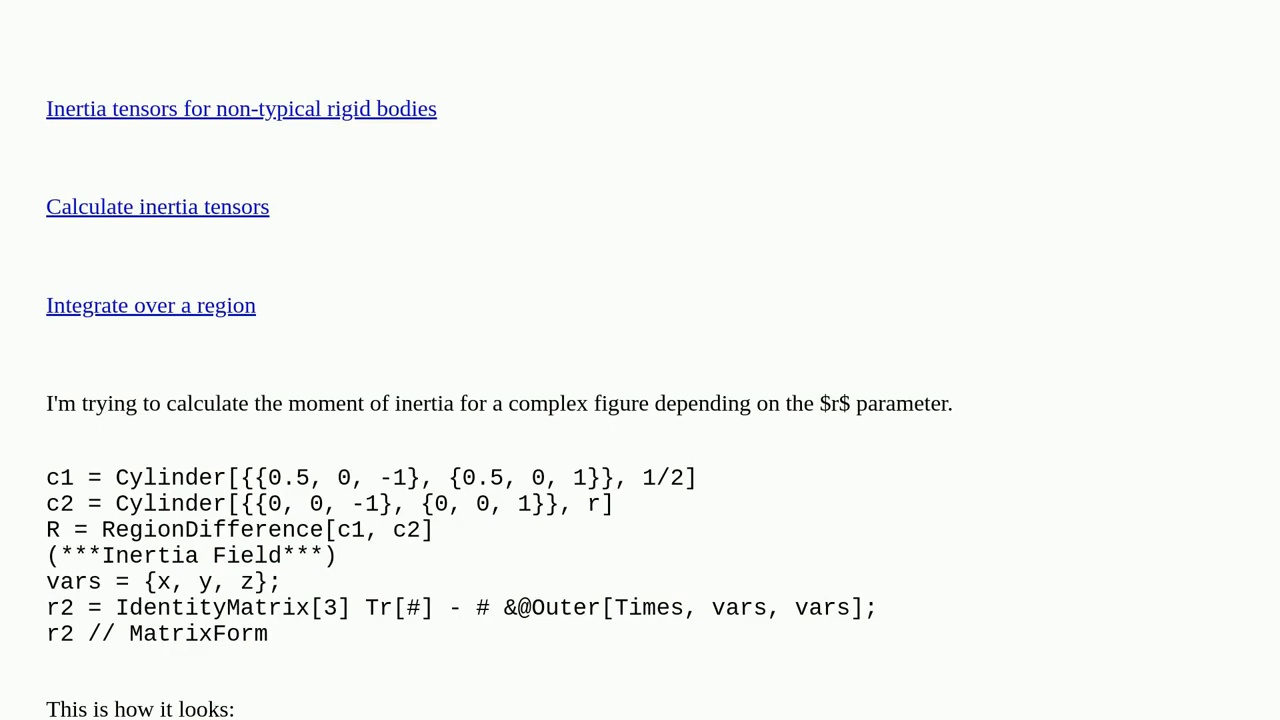 Inertia tensors for non-typical rigid bodies
Calculate inertia tensors
Integrate over a region
I'm trying to calculate the moment of inertia for a complex figure depending on the $r$ parameter.
c1 = Cylinder[{{0.5, 0, -1}, {0.5, 0, 1}}, 1/2]
c2 = Cylinder[{{0, 0, -1}, {0, 0, 1}}, r]
R = RegionDifference[c1, c2]
(***Inertia Field***)
vars = {x, y, z};
r2 = IdentityMatrix[3] Tr[#] - # &@Outer[Times, vars, vars];
r2 // MatrixForm
This is how it looks: